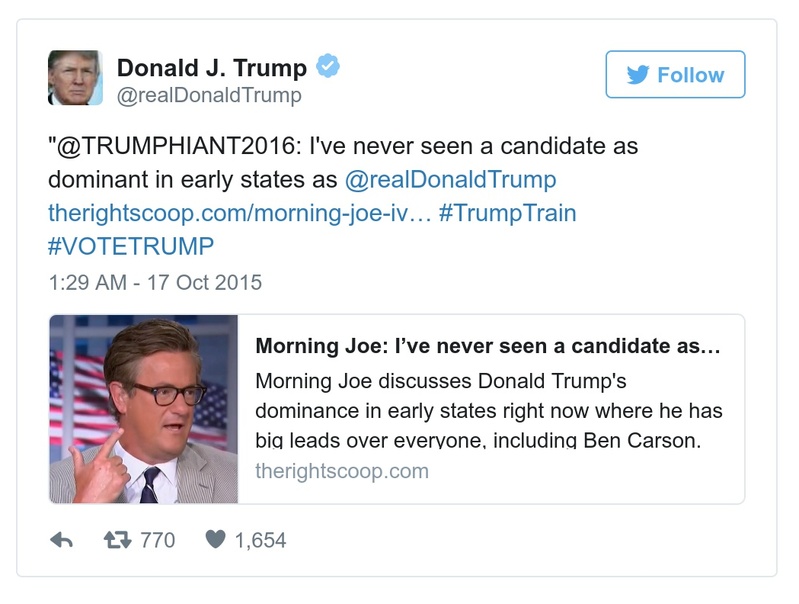 Donald J. Trump
@realDonaldTrump
Follow
"@TRUMPHIANT2016: I've never seen a candidate as
dominant in early states as @realDonaldTrump
therightscoop.com/morning-joe-iv… #TrumpTrain
#VOTETRUMP
1:29 AM - 17 Oct 2015
Morning Joe: I’ve never seen a candidate as…
Morning Joe discusses Donald Trump's
dominance in early states right now where he has
big leads over everyone, including Ben Carson.
therightscoop.com
770
1,654